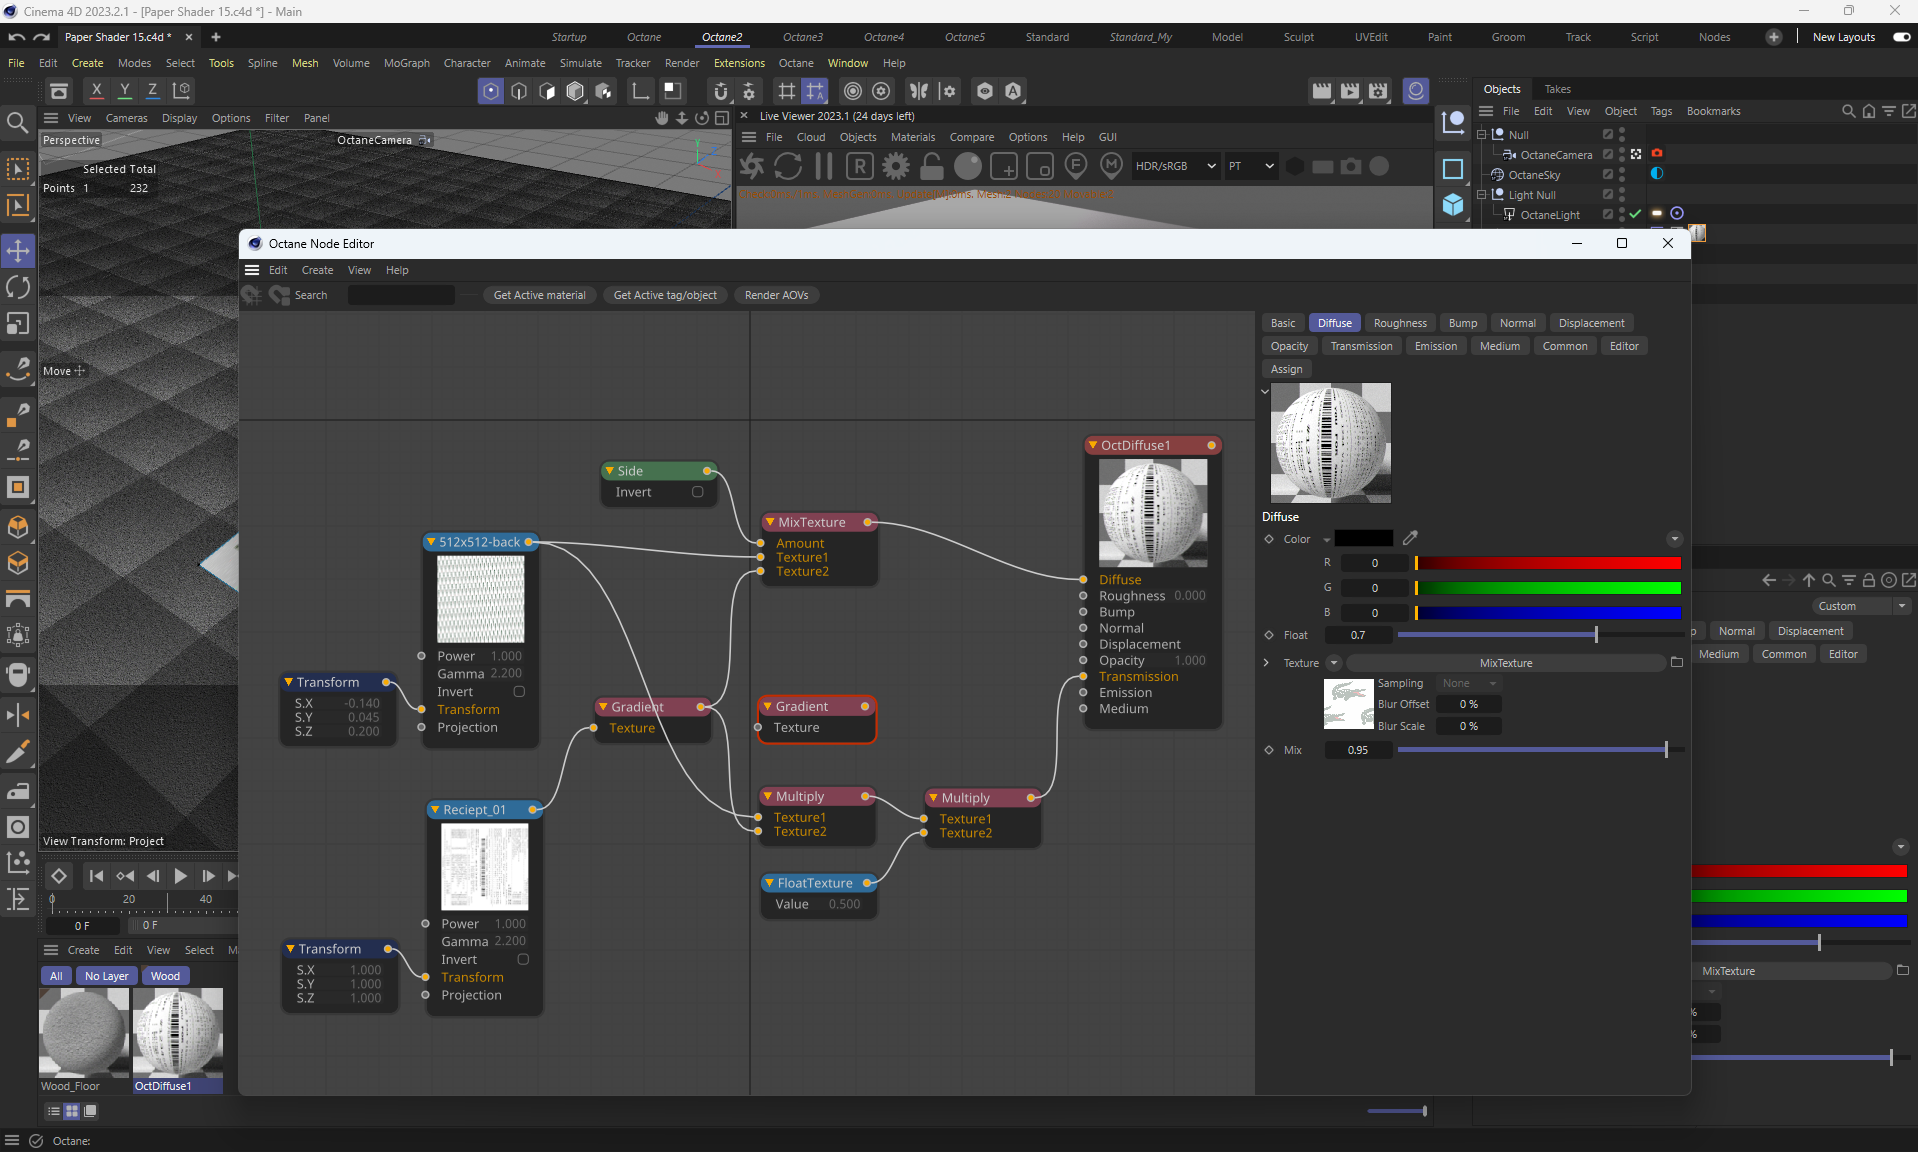 Cinema 4D 2023.2.1 - [Paper Shader 15.c4d *] - Main
Paper Shader 15.c4d *
Startup Octane Octane2 Octane3 Octane4 Octane5 Standard Standard_My Model Sculpt UVEdit Paint Groom Track Script Nodes New Layouts
File Edit Create Modes Select Tools Spline Mesh Volume MoGraph Character Animate Simulate Tracker Render Extensions Octane Window Help
X Y Z
Objects Takes
View Cameras Display Options Filter Panel
Live Viewer 2023.1 (24 days left)
File Edit View Object Tags Bookmarks
Perspective
OctaneCamera
File Cloud Objects Materials Compare Options Help GUI
Selected Total
Points 1 232
HDR/sRGB
PT
Null
OctaneCamera
OctaneSky
Light Null
OctaneLight
Octane Node Editor
Edit Create View Help
Search
Get Active material
Get Active tag/object
Render AOVs
Basic Diffuse Roughness Bump Normal Displacement
Opacity Transmission Emission Medium Common Editor
Assign
Move
Side
Invert
MixTexture
Amount
Texture1
Texture2
512x512-back
Power 1.000
Gamma 2.200
Invert
Transform
Projection
Transform
S.X -0.140
S.Y 0.045
S.Z 0.200
Gradient
Texture
Gradient
Texture
Reciept_01
Power 1.000
Gamma 2.200
Invert
Transform
Projection
Transform
S.X 1.000
S.Y 1.000
S.Z 1.000
Multiply
Texture1
Texture2
Multiply
Texture1
Texture2
FloatTexture
Value 0.500
OctDiffuse1
Diffuse
Roughness 0.000
Bump
Normal
Displacement
Opacity 1.000
Transmission
Emission
Medium
Diffuse
Color
R 0
G 0
B 0
Float 0.7
Texture MixTexture
Sampling None
Blur Offset 0 %
Blur Scale 0 %
Mix 0.95
Custom
Normal Displacement
Medium Common Editor
MixTexture
%
%
View Transform: Project
0 20 40
0 F 0 F
Create Edit View Select M
All No Layer Wood
Wood_Floor OctDiffuse1
Octane: